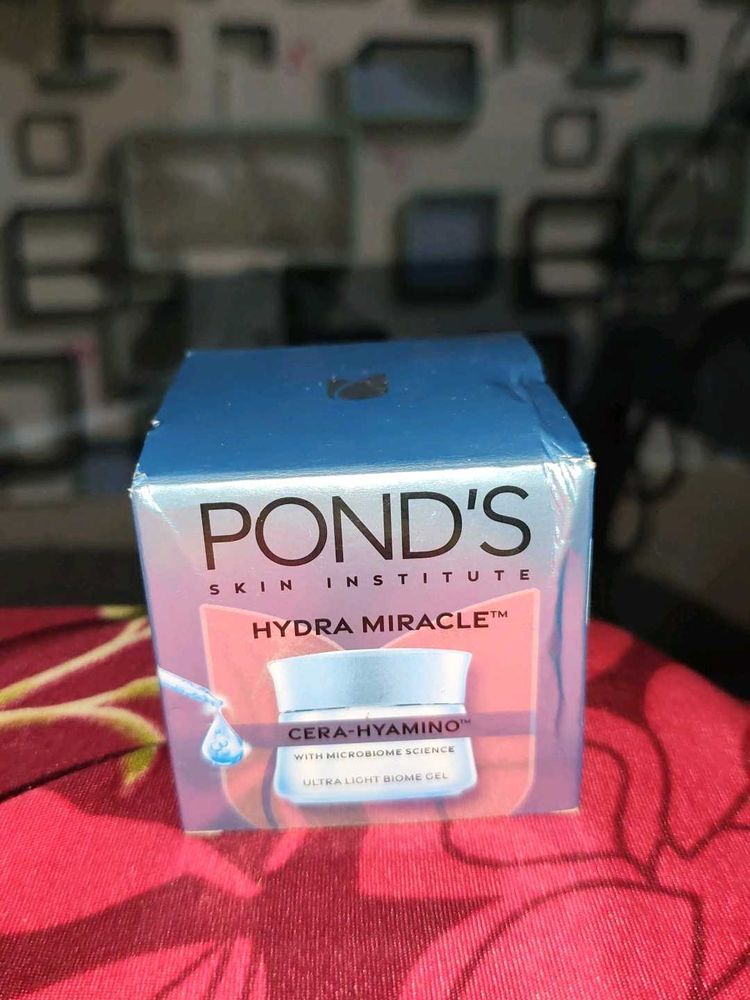 POND'S
SKIN INSTITUTE
HYDRA MIRACLE™
CERA-HYAMINO™
WITH MICROBIOME SCIENCE
ULTRA LIGHT BIOME GEL